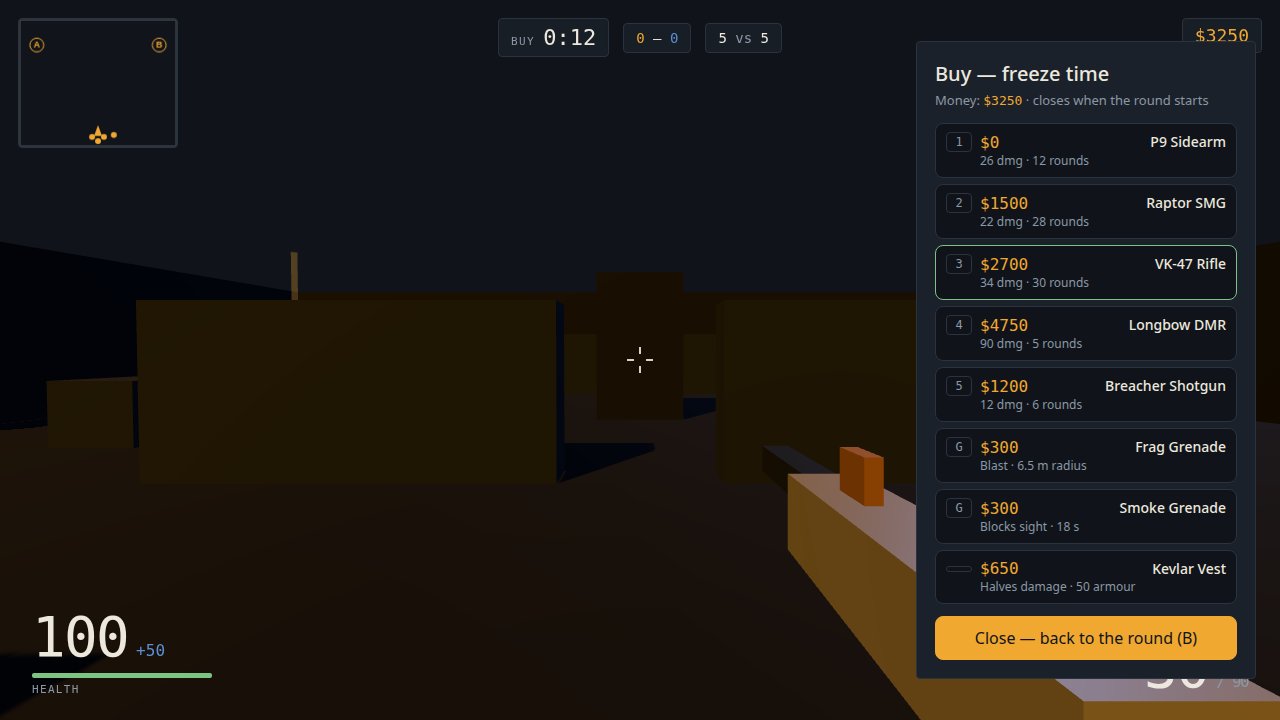 A
B
BUY 0:12
0 — 0
5 vs 5
$3250
Buy — freeze time
Money: $3250 · closes when the round starts
1 $0 P9 Sidearm
26 dmg · 12 rounds
2 $1500 Raptor SMG
22 dmg · 28 rounds
3 $2700 VK-47 Rifle
34 dmg · 30 rounds
4 $4750 Longbow DMR
90 dmg · 5 rounds
5 $1200 Breacher Shotgun
12 dmg · 6 rounds
G $300 Frag Grenade
Blast · 6.5 m radius
G $300 Smoke Grenade
Blocks sight · 18 s
$650 Kevlar Vest
Halves damage · 50 armour
Close — back to the round (B)
100 +50
HEALTH
30 / 90